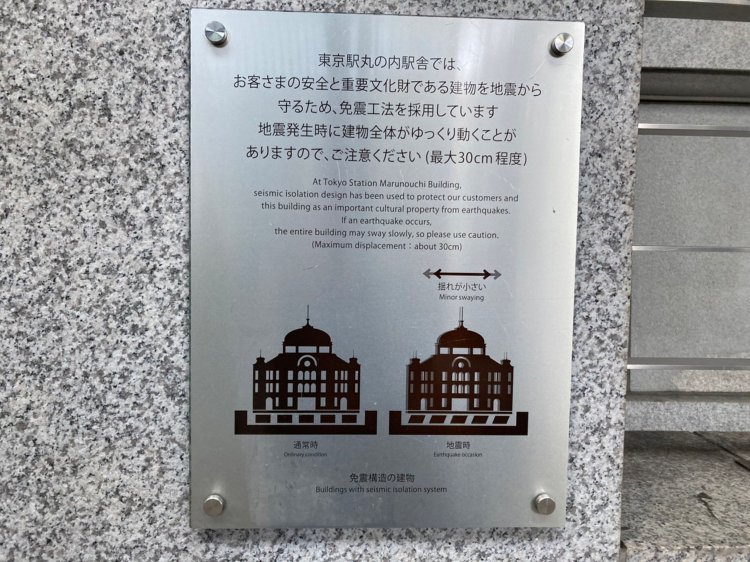 東京駅丸の内駅舎では、
お客さまの安全と重要文化財である建物を地震から
守るため、免震工法を採用しています
地震発生時に建物全体がゆっくり動くことが
ありますので、ご注意ください（最大30cm程度）
At Tokyo Station Marunouchi Building,
seismic isolation design has been used to protect our customers and
this building as an important cultural property from earthquakes.
If an earthquake occurs,
the entire building may sway slowly, so please use caution.
(Maximum displacement：about 30cm)
揺れが小さい
Minor swaying
通常時
Ordinary condition
地震時
Earthquake occasion
免震構造の建物
Buildings with seismic isolation system